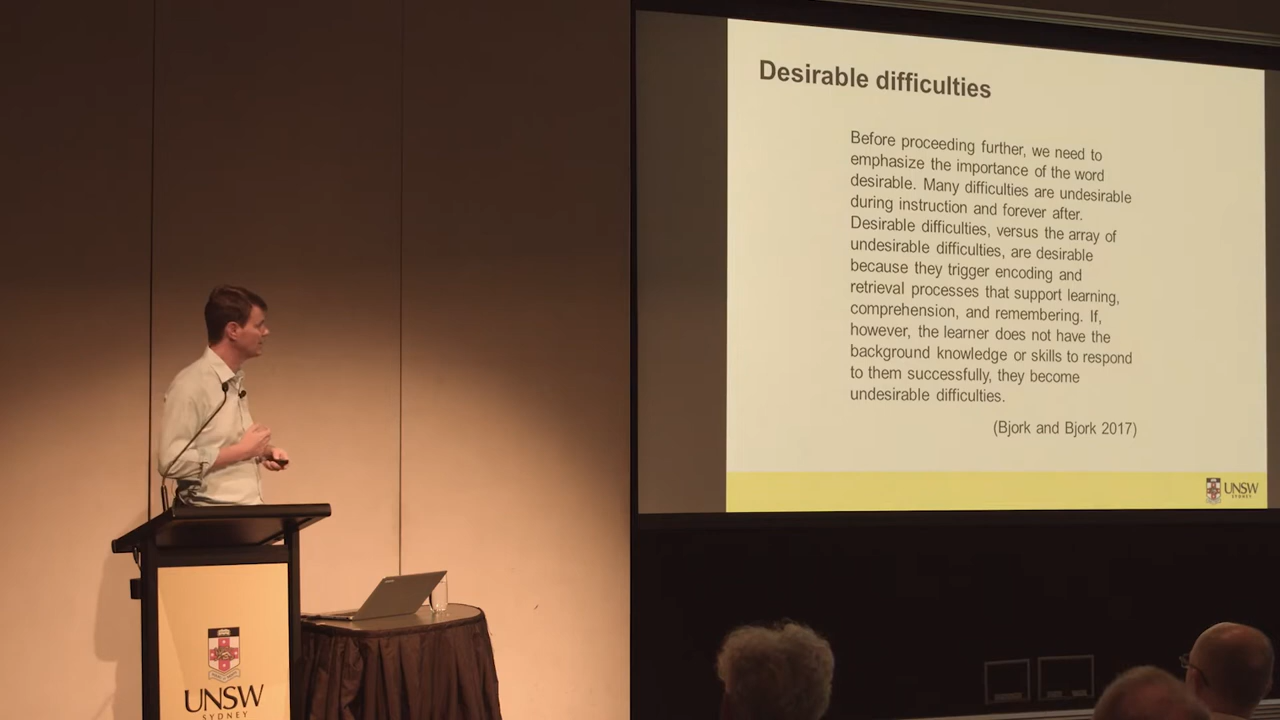 Desirable difficulties
Before proceeding further, we need to
emphasize the importance of the word
desirable. Many difficulties are undesirable
during instruction and forever after.
Desirable difficulties, versus the array of
undesirable difficulties, are desirable
because they trigger encoding and
retrieval processes that support learning,
comprehension, and remembering. If,
however, the learner does not have the
background knowledge or skills to respond
to them successfully, they become
undesirable difficulties.
(Bjork and Bjork 2017)
UNSW
SYDNEY
UNSW
SYDNEY